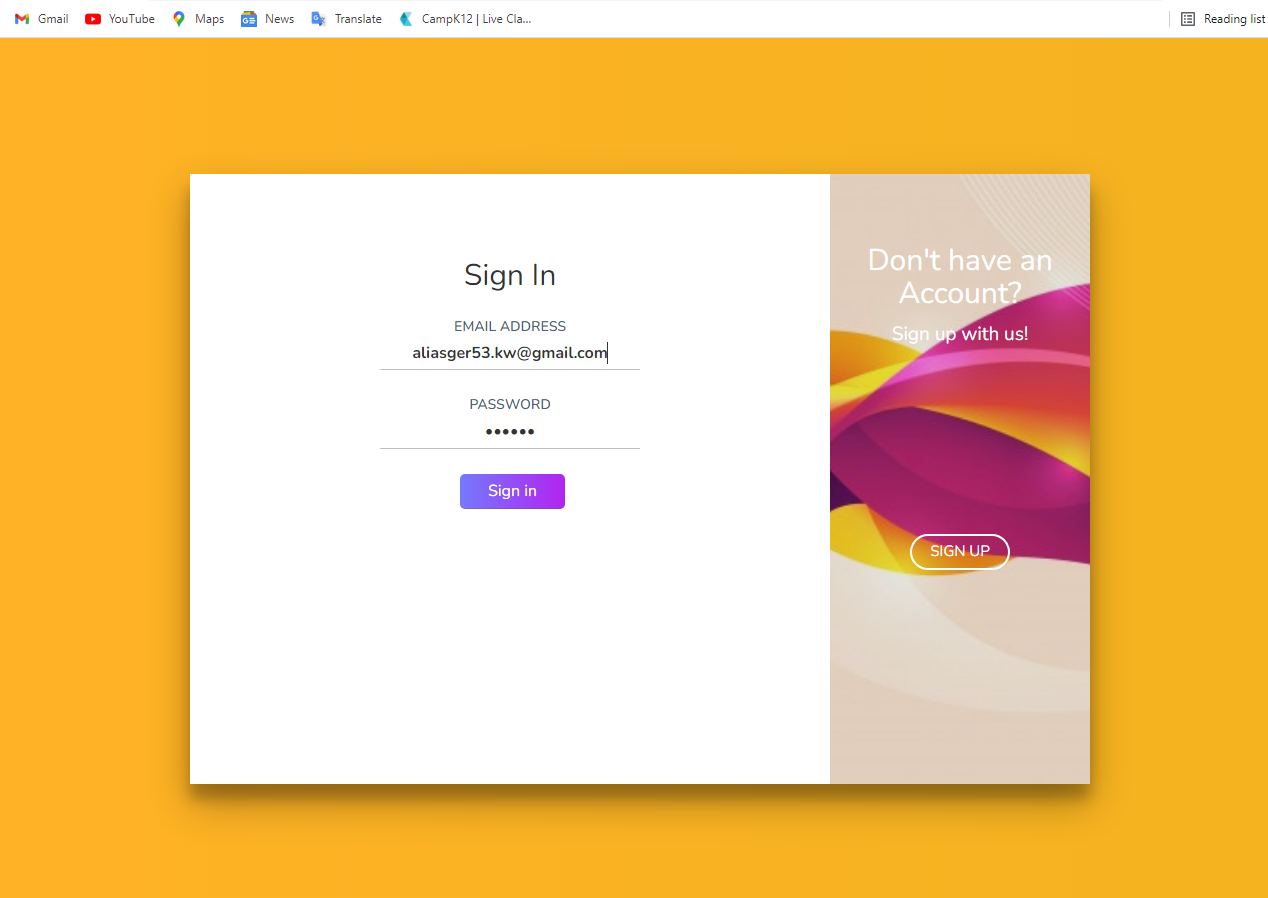 Gmail YouTube Maps News Translate CampK12 | Live Cla... Reading list
Sign In
EMAIL ADDRESS
aliasger53.kw@gmail.com
PASSWORD
••••••
Sign in
Don't have an
Account?
Sign up with us!
SIGN UP